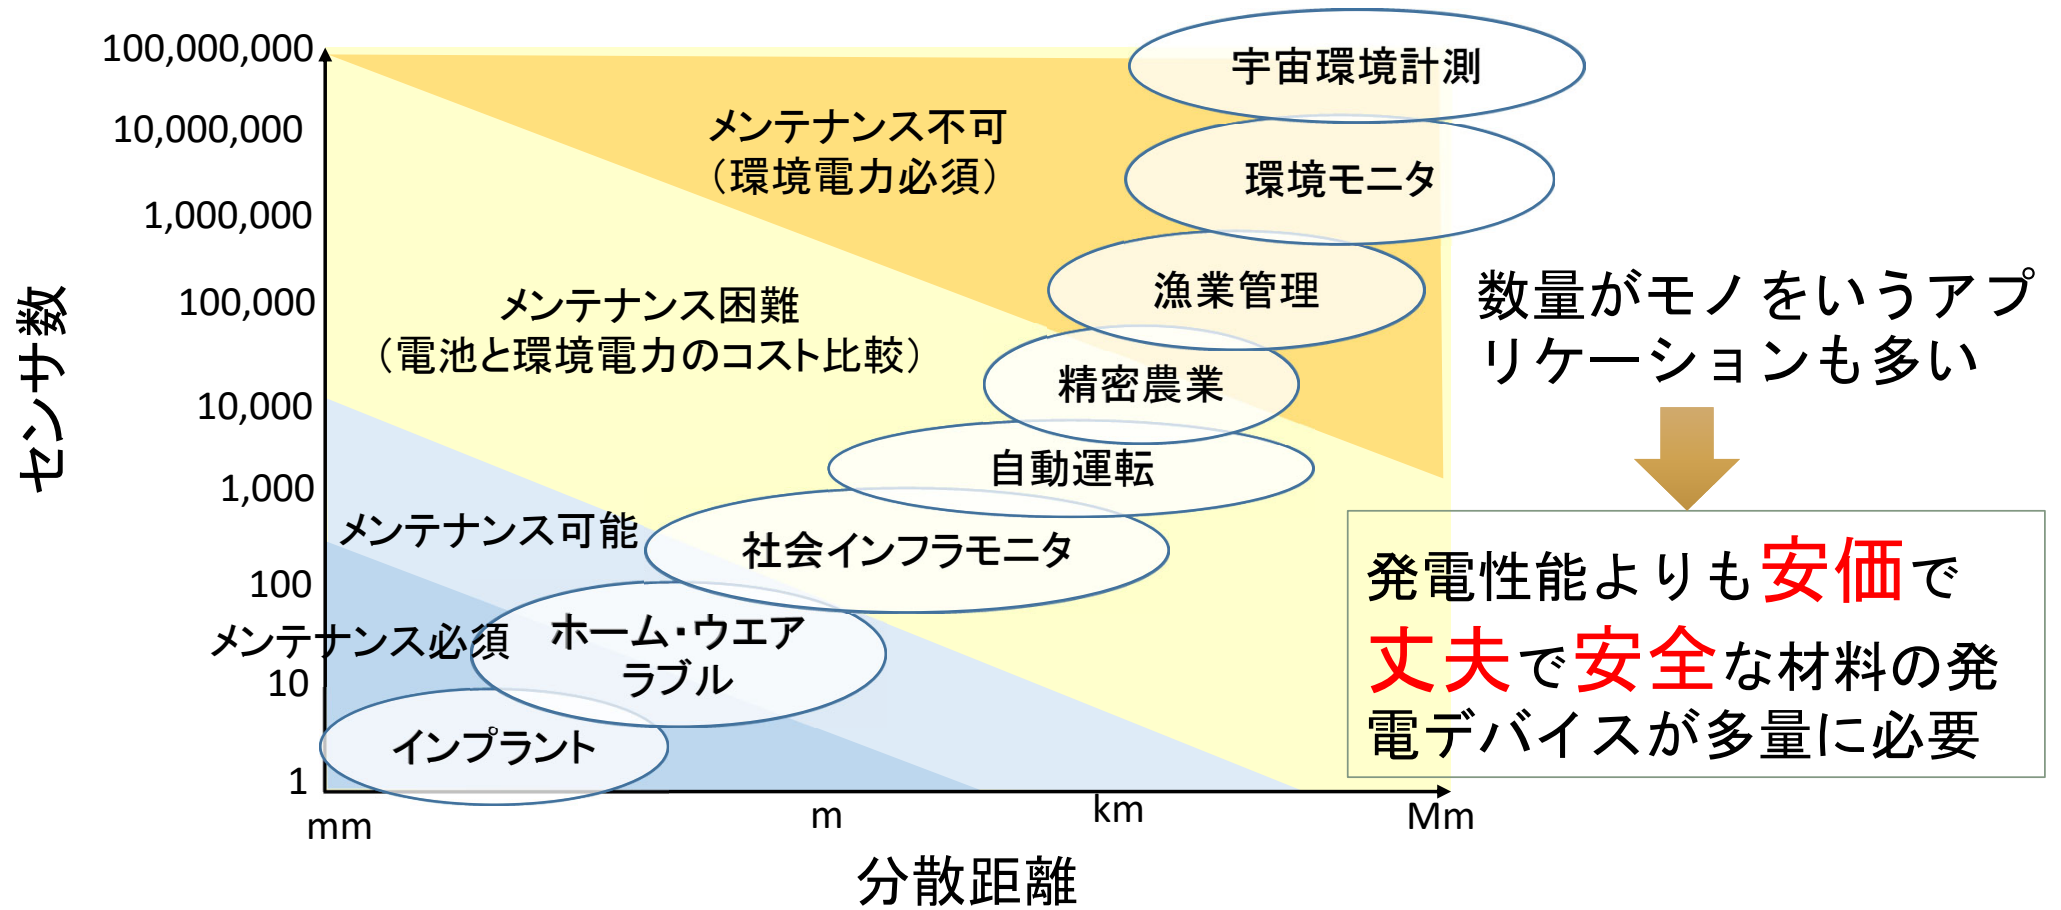 100,000,000
10,000,000
1,000,000
100,000
10,000
1,000
100
10
1
センサ数
mm
m
km
Mm
分散距離
宇宙環境計測
メンテナンス不可
（環境電力必須）
環境モニタ
漁業管理
メンテナンス困難
（電池と環境電力のコスト比較）
精密農業
自動運転
メンテナンス可能
社会インフラモニタ
メンテナンス必須
ホーム・ウエア
ラブル
インプラント
数量がモノをいうアプ
リケーションも多い
発電性能よりも安価で
丈夫で安全な材料の発
電デバイスが多量に必要